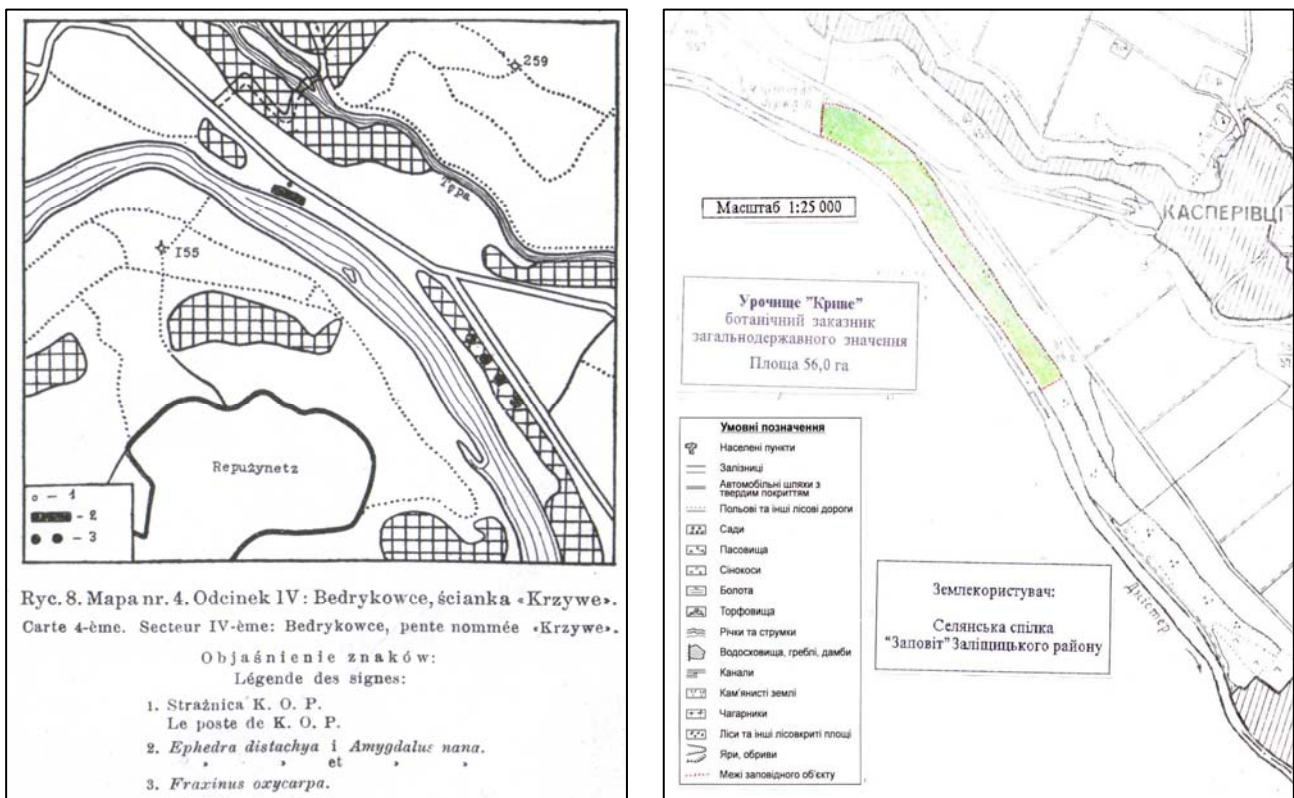 259
Tępa
155
Repużynetz
o - 1
- 2
- 3
Ryc. 8. Mapa nr. 4. Odcinek IV: Bedrykowce, ścianka «Krzywe».
Carte 4-ème. Secteur IV-ème: Bedrykowce, pente nommée «Krzywe».
Objaśnienie znaków:
Légende des signes:
1. Strażnica K. O. P.
Le poste de K. O. P.
2. Ephedra distachya i Amygdalus nana.
» » et » »
3. Fraxinus oxycarpa.
Масштаб 1:25 000
КАСПЕРІВЦІ
Урочище "Криве"
ботанічний заказник
загальнодержавного значення
Площа 56,0 га
Умовні позначення
Населені пункти
Залізниці
Автомобільні шляхи з
твердим покриттям
Польові та інші лісові дороги
Сади
Пасовища
Сінокоси
Болота
Торфовища
Річки та струмки
Водосховища, греблі, дамби
Канали
Кам'янисті землі
Чагарники
Ліси та інші лісовкриті площі
Яри, обриви
Межі заповідного об'єкту
Землекористувач:
Селянська спілка
"Заповіт" Заліщицького району
Дністер